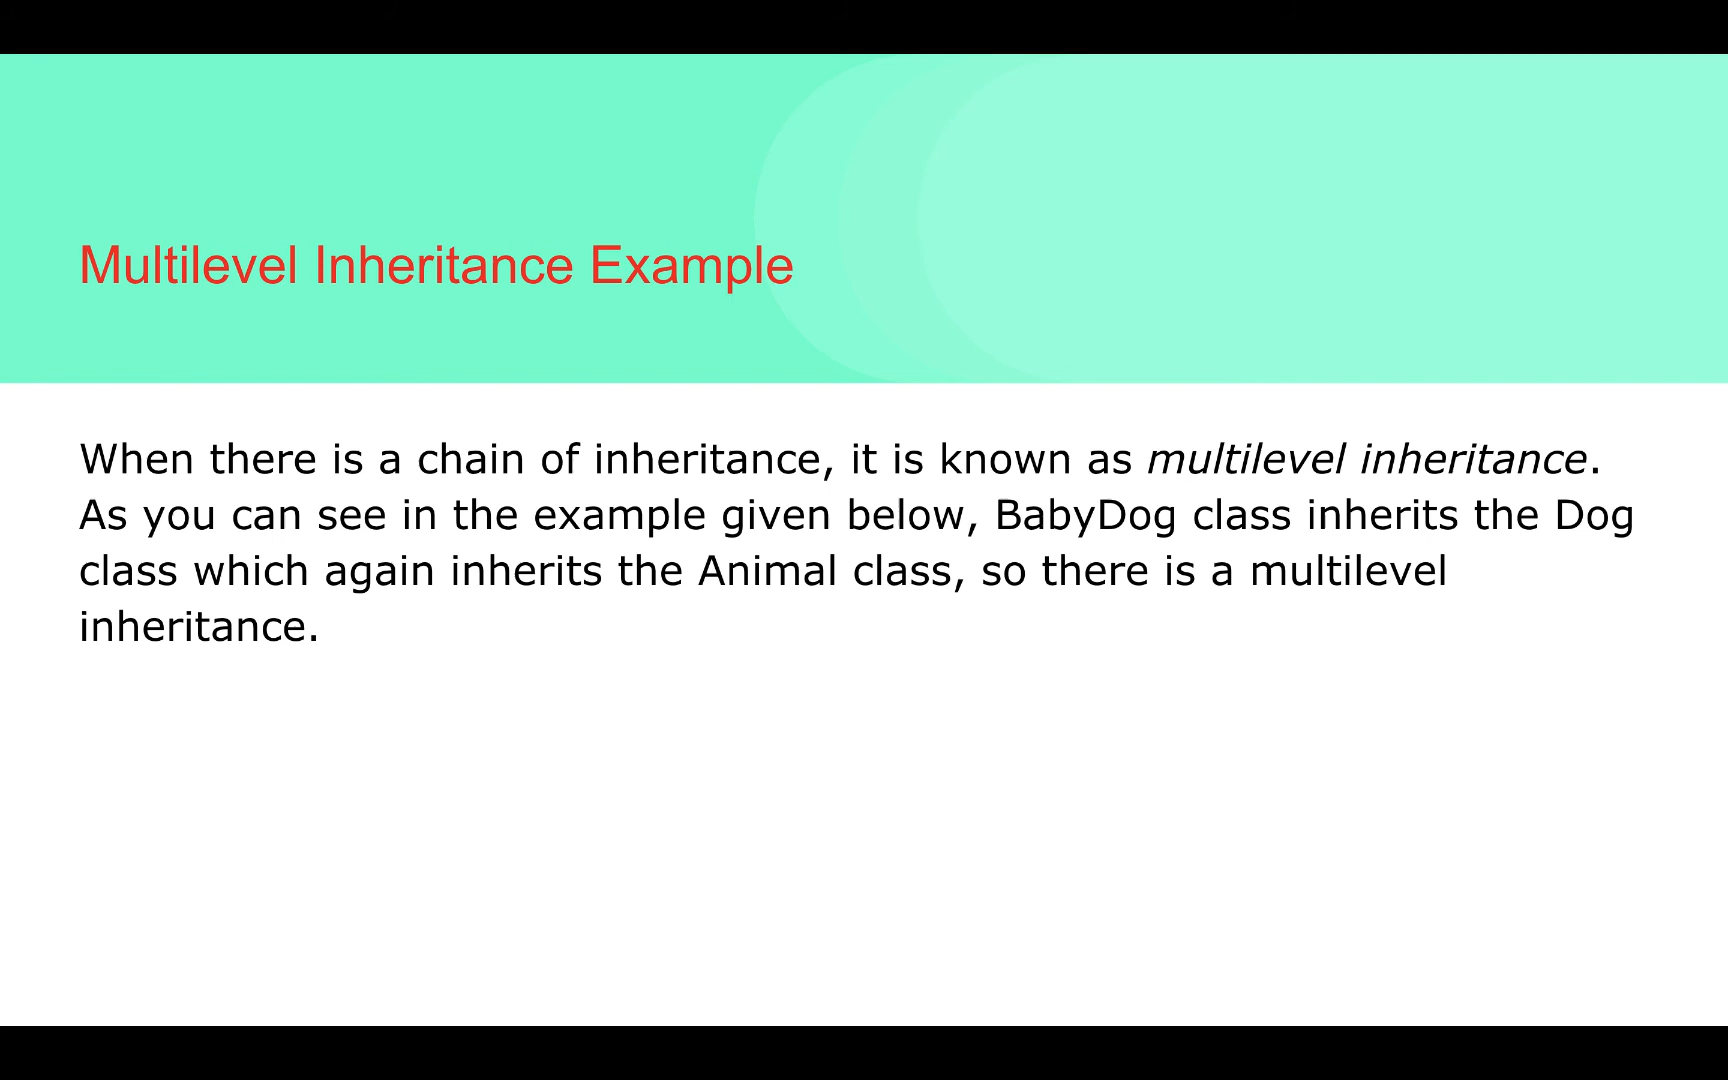 Multilevel Inheritance Example
When there is a chain of inheritance, it is known as multilevel inheritance.
As you can see in the example given below, BabyDog class inherits the Dog
class which again inherits the Animal class, so there is a multilevel
inheritance.